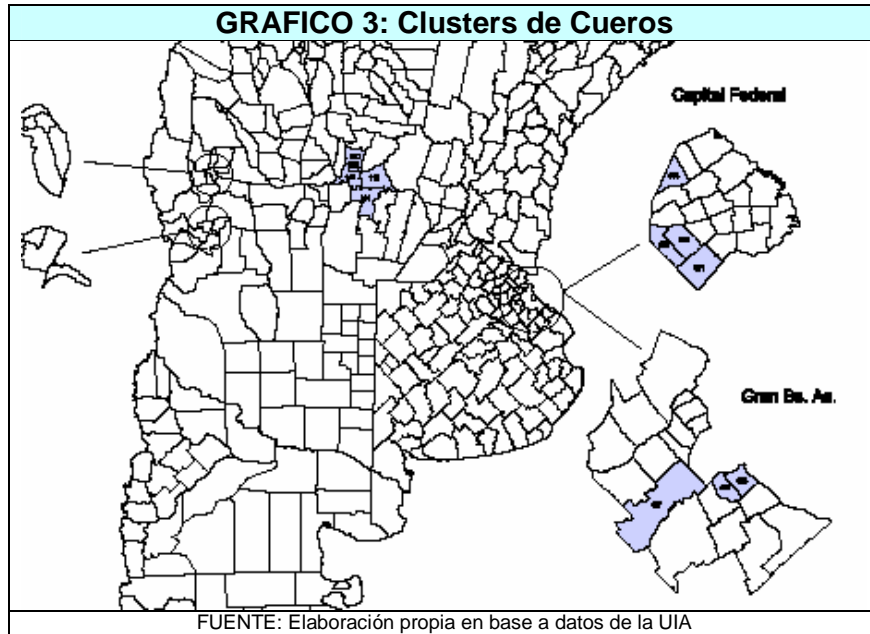 GRAFICO 3: Clusters de Cueros
Capital Federal
Gran Bs. As.
FUENTE: Elaboración propia en base a datos de la UIA